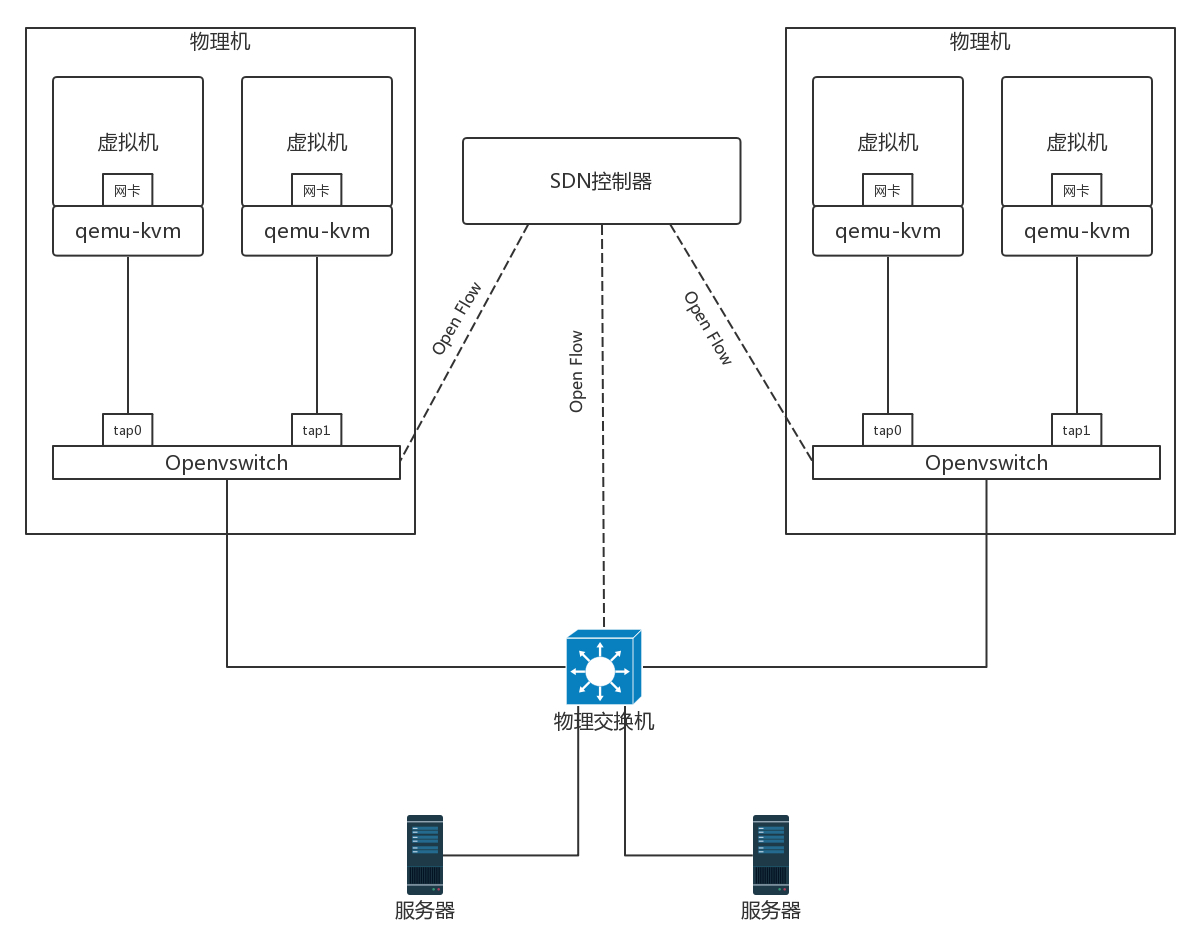 物理机
物理机
虚拟机
虚拟机
SDN控制器
虚拟机
虚拟机
网卡
网卡
网卡
网卡
qemu-kvm
qemu-kvm
qemu-kvm
qemu-kvm
Open Flow
Open Flow
Open Flow
tap0
tap1
tap0
tap1
Openvswitch
Openvswitch
物理交换机
服务器
服务器